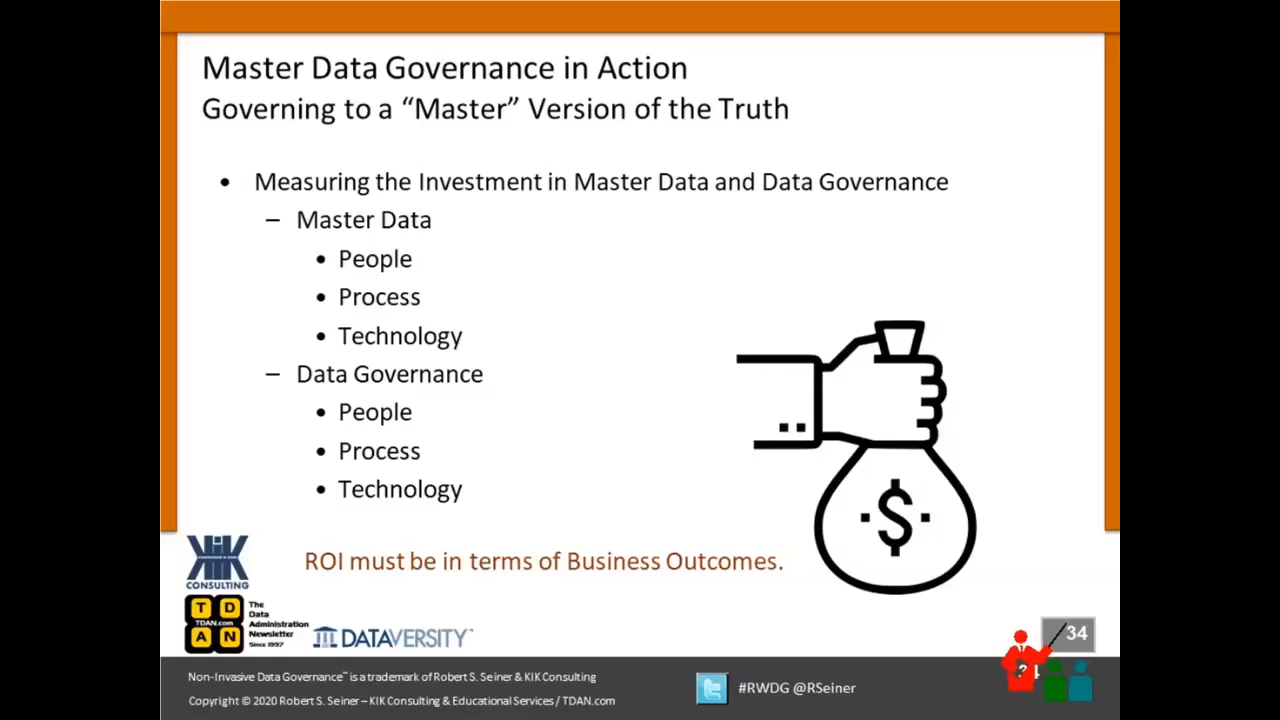 Master Data Governance in Action
Governing to a “Master” Version of the Truth
• Measuring the Investment in Master Data and Data Governance
– Master Data
• People
• Process
• Technology
– Data Governance
• People
• Process
• Technology
$
ROI must be in terms of Business Outcomes.
KIK
CONSULTING
T D
TDAN.com
A N
The
Data
Administration
Newsletter
Since 1997
DATAVERSITY™
34
Non-Invasive Data Governance™ is a trademark of Robert S. Seiner & KIK Consulting
Copyright © 2020 Robert S. Seiner – KIK Consulting & Educational Services / TDAN.com
#RWDG @RSeiner